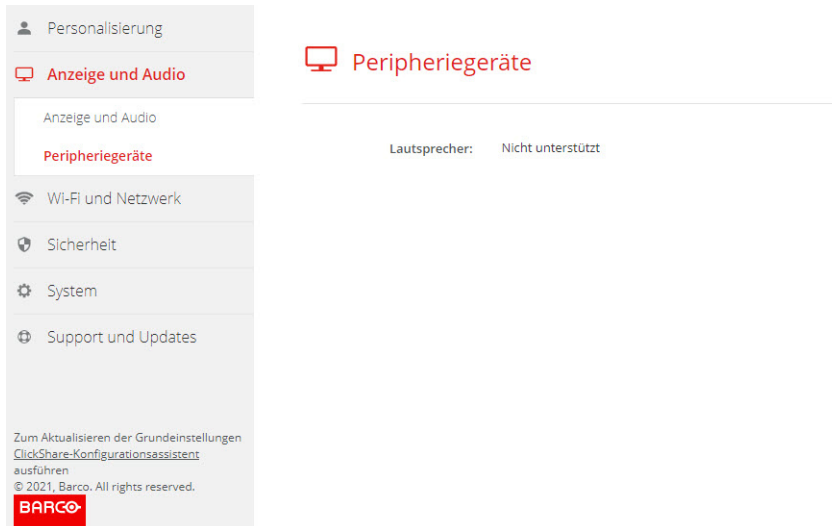 Personalisierung
Anzeige und Audio
Anzeige und Audio
Peripheriegeräte
Wi-Fi und Netzwerk
Sicherheit
System
Support und Updates
Zum Aktualisieren der Grundeinstellungen
ClickShare-Konfigurationsassistent
ausführen
© 2021, Barco. All rights reserved.
BARCO
Peripheriegeräte
Lautsprecher: Nicht unterstützt